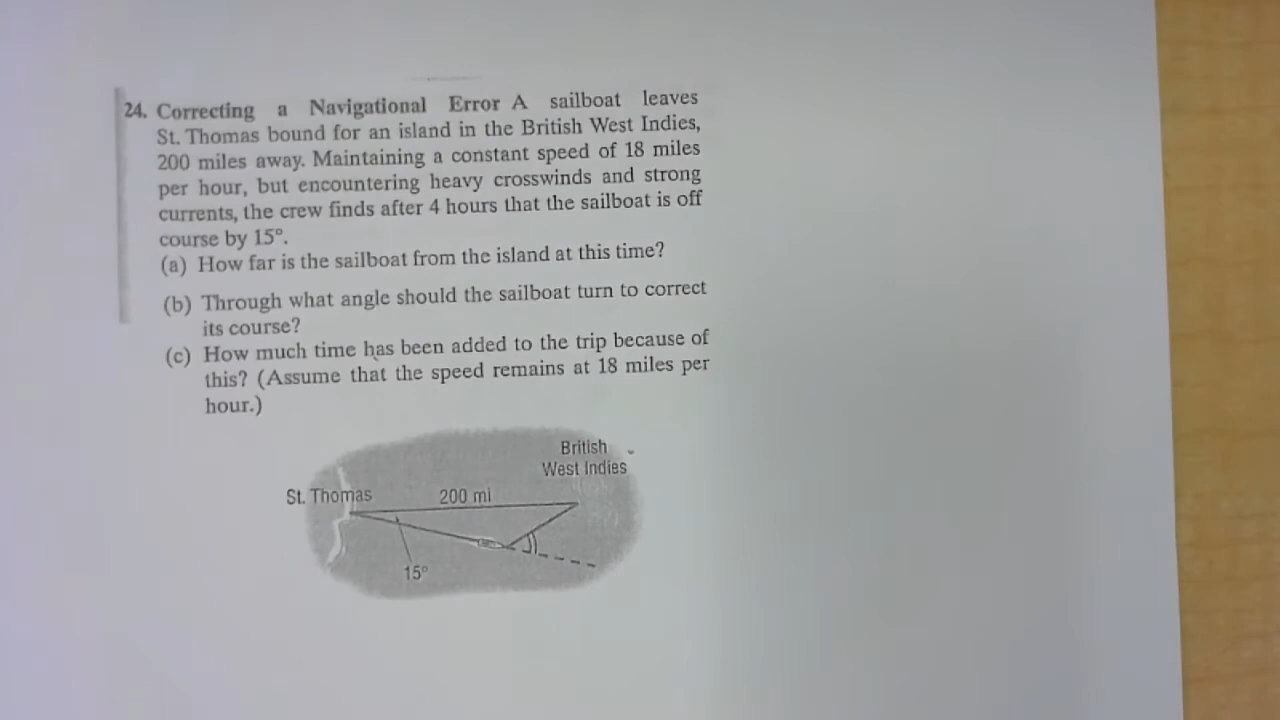 24. Correcting a Navigational Error A sailboat leaves
St. Thomas bound for an island in the British West Indies,
200 miles away. Maintaining a constant speed of 18 miles
per hour, but encountering heavy crosswinds and strong
currents, the crew finds after 4 hours that the sailboat is off
course by 15°.
(a) How far is the sailboat from the island at this time?
(b) Through what angle should the sailboat turn to correct
its course?
(c) How much time has been added to the trip because of
this? (Assume that the speed remains at 18 miles per
hour.)
British
West Indies
St. Thomas 200 mi
15°